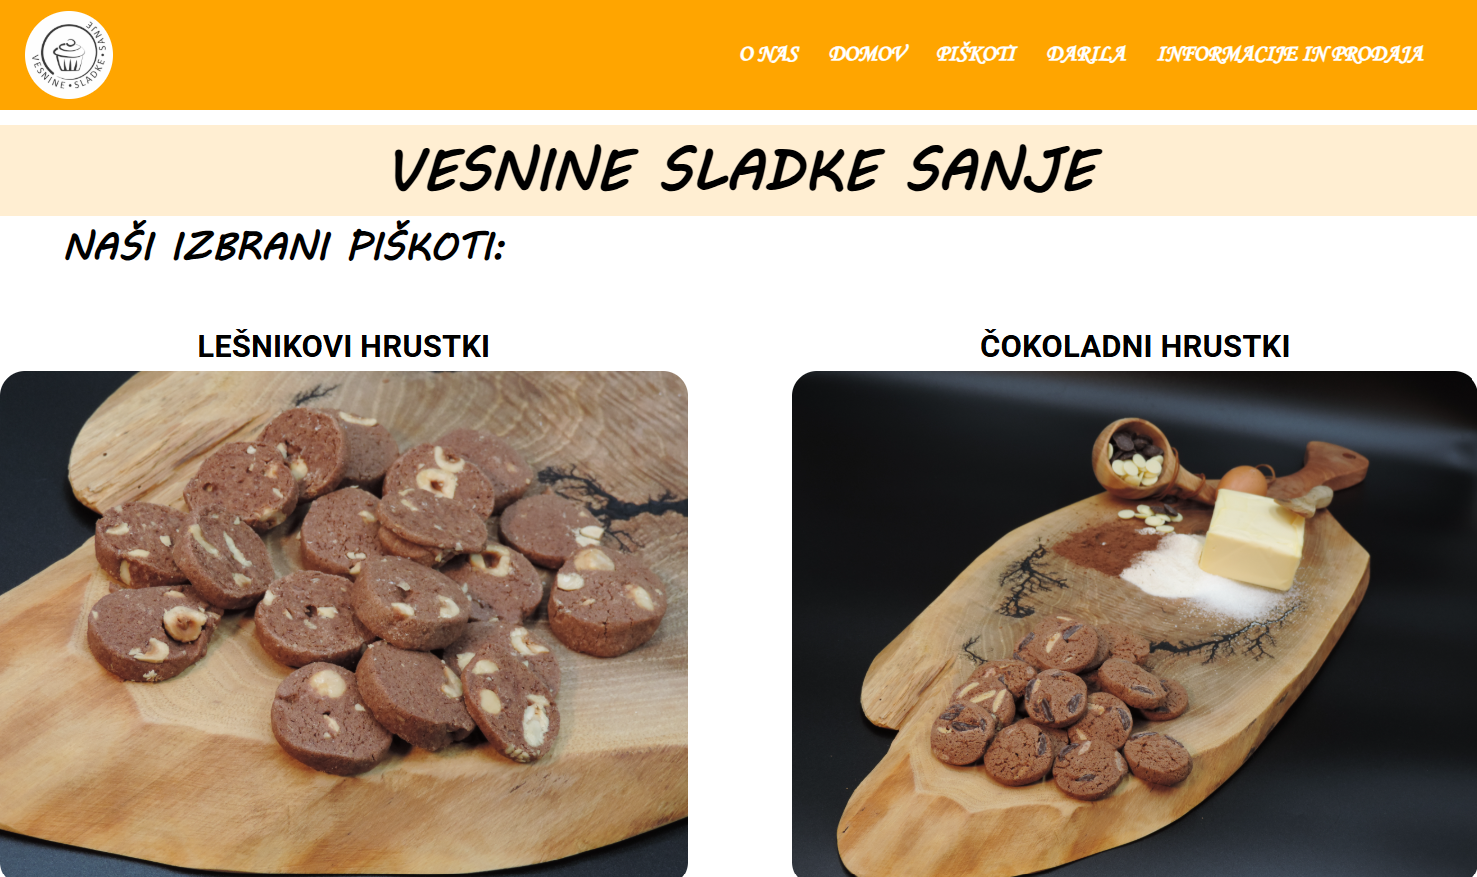 VESNINE • SLADKE • SANJE
O NAS DOMOV PIŠKOTI DARILA INFORMACIJE IN PRODAJA
VESNINE SLADKE SANJE
NAŠI IZBRANI PIŠKOTI:
LEŠNIKOVI HRUSTKI ČOKOLADNI HRUSTKI